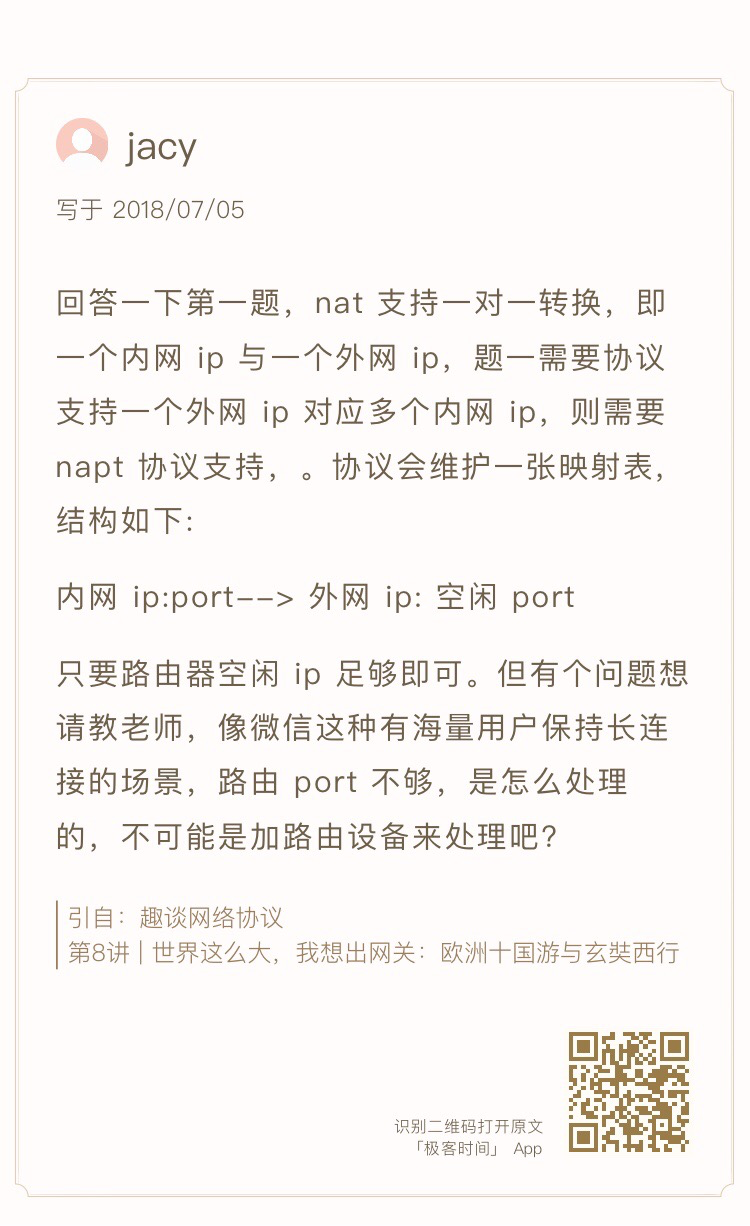 jacy
写于 2018/07/05
回答一下第一题，nat 支持一对一转换，即
一个内网 ip 与一个外网 ip，题一需要协议
支持一个外网 ip 对应多个内网 ip，则需要
napt 协议支持，。协议会维护一张映射表，
结构如下:
内网 ip:port--> 外网 ip: 空闲 port
只要路由器空闲 ip 足够即可。但有个问题想
请教老师，像微信这种有海量用户保持长连
接的场景，路由 port 不够，是怎么处理
的，不可能是加路由设备来处理吧?
引自：趣谈网络协议
第8讲 | 世界这么大，我想出网关：欧洲十国游与玄奘西行
识别二维码打开原文
「极客时间」 App